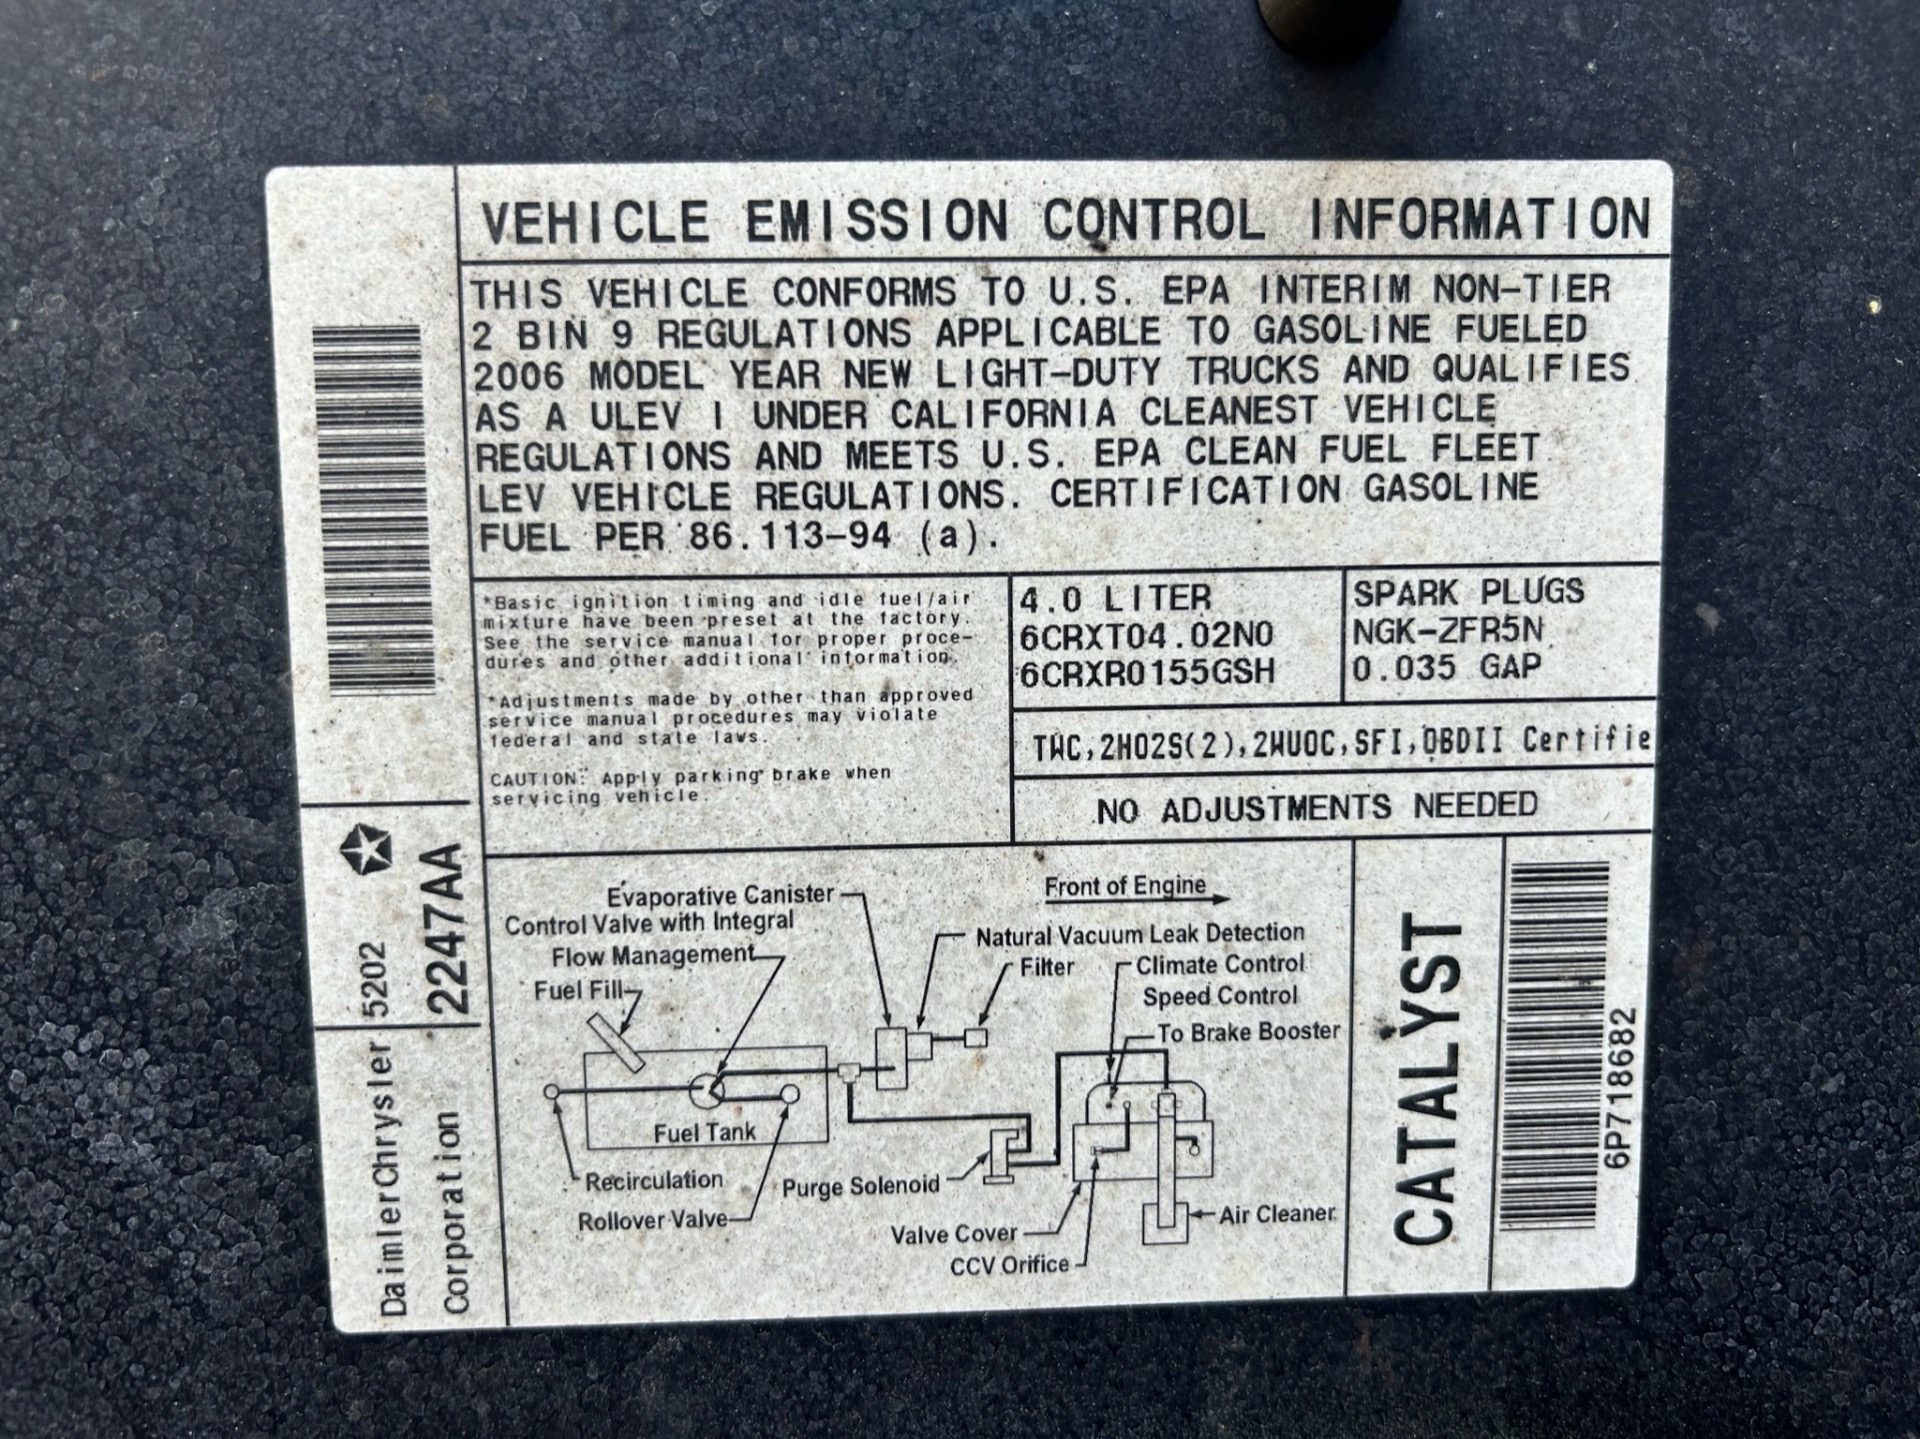 VEHICLE EMISSION CONTROL INFORMATION
THIS VEHICLE CONFORMS TO U.S. EPA INTERIM NON-TIER
2 BIN 9 REGULATIONS APPLICABLE TO GASOLINE FUELED
2006 MODEL YEAR NEW LIGHT-DUTY TRUCKS AND QUALIFIES
AS A ULEV I UNDER CALIFORNIA CLEANEST VEHICLE
REGULATIONS AND MEETS U.S. EPA CLEAN FUEL FLEET
LEV VEHICLE REGULATIONS. CERTIFICATION GASOLINE
FUEL PER 86.113-94 (a).
*Basic ignition timing and idle fuel/air
mixture have been preset at the factory.
See the service manual for proper proce-
dures and other additional information.
*Adjustments made by other than approved
service manual procedures may violate
federal and state laws.
CAUTION: Apply parking brake when
servicing vehicle.
4.0 LITER
6CRXT04.02N0
6CRXR0155GSH
SPARK PLUGS
NGK-ZFR5N
0.035 GAP
TWC,2HO2S(2),2WUOC,SFI,OBDII Certifie
NO ADJUSTMENTS NEEDED
Evaporative Canister
Control Valve with Integral
Flow Management
Fuel Fill
Front of Engine
Natural Vacuum Leak Detection
Filter
Climate Control
Speed Control
To Brake Booster
Fuel Tank
Recirculation
Rollover Valve
Purge Solenoid
Valve Cover
CCV Orifice
Air Cleaner
CATALYST
6P718682
DaimlerChrysler
Corporation
5202
2247AA